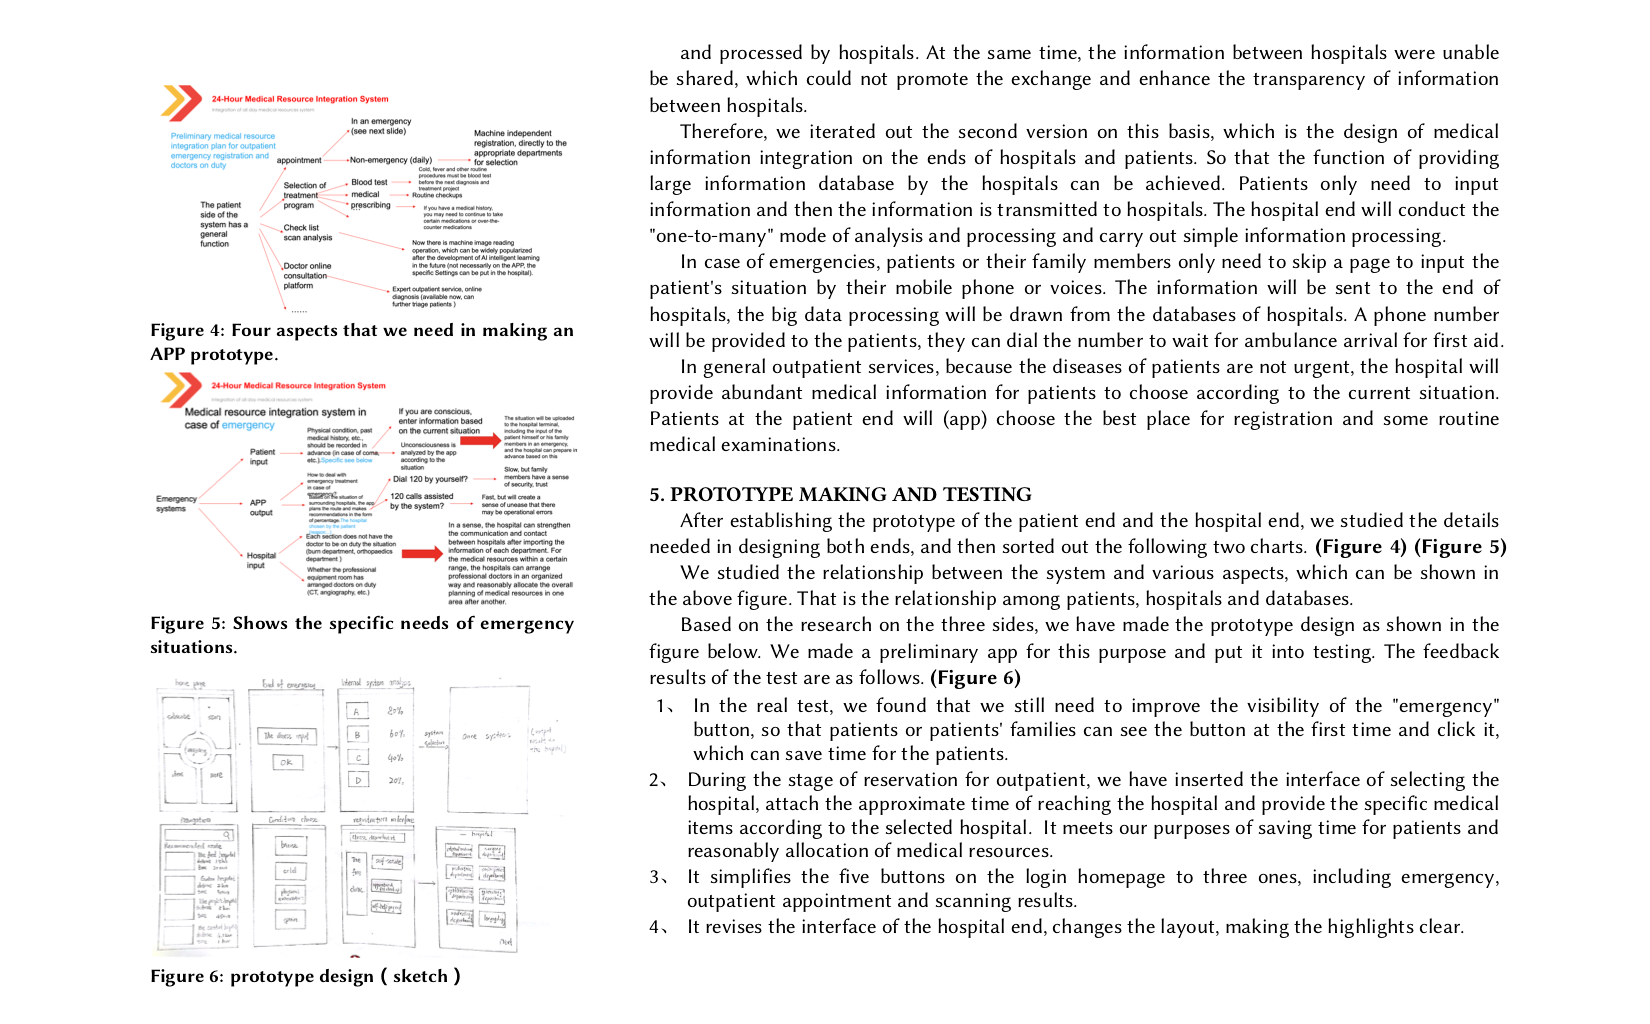 24-Hour Medical Resource Integration System
Integration of all-day medical resources system
Preliminary medical resource
integration plan for outpatient
emergency registration and
doctors on duty
The patient
side of the
system has a
general
function
appointment
In an emergency
(see next slide)
Non-emergency (daily)
Machine independent
registration, directly to the
appropriate departments
for selection
Selection of
treatment
program
Blood test
Cold, fever and other routine
procedures must be blood test
before the next diagnosis and
treatment project
medical
Routine checkups
prescribing
...
If you have a medical history,
you may need to continue to take
certain medications or over-the-
counter medications
Check list
scan analysis
Now there is machine image reading
operation, which can be widely popularized
after the development of AI intelligent learning
in the future (not necessarily on the APP, the
specific Settings can be put in the hospital).
Doctor online
consultation
platform
Expert outpatient service, online
diagnosis (available now, can
further triage patients )
......
Figure 4: Four aspects that we need in making an
APP prototype.
24-Hour Medical Resource Integration System
Integration of all-day medical resources system
Medical resource integration system in
case of emergency
Emergency
systems
Patient
input
Physical condition, past
medical history, etc.,
should be recorded in
advance (in case of coma,
etc.).Specific see below
If you are conscious,
enter information based
on the current situation
Unconsciousness is
analyzed by the app
according to the
situation
The situation will be uploaded
to the hospital terminal,
including the input of the
patient himself or his family
members in an emergency,
and the hospital can prepare in
advance based on this
APP
output
How to deal with
emergency treatment
in case of
emergency?
Based on the situation of
surrounding hospitals, the app
plans the route and makes
recommendations in the form
of percentage.The hospital
chosen by the patient
Dial 120 by yourself?
Slow, but family
members have a sense
of security, trust
120 calls assisted
by the system?
Fast, but will create a
sense of unease that there
may be operational errors
Hospital
input
Each section does not have the
doctor to be on duty the situation
(burn department, orthopaedics
department )
Whether the professional
equipment room has
arranged doctors on duty
(CT, angiography, etc.)
In a sense, the hospital can strengthen
the communication and contact
between hospitals after importing the
information of each department. For
the medical resources within a certain
range, the hospitals can arrange
professional doctors in an organized
way and reasonably allocate the overall
planning of medical resources in one
area after another.
Figure 5: Shows the specific needs of emergency
situations.
home page
End of emergency
Internal system analysis
OK
A 80%
B 60%
C 40%
D 20%
system
Condition choose
registration interface
hospital
Figure 6: prototype design ( sketch )
and processed by hospitals. At the same time, the information between hospitals were unable
be shared, which could not promote the exchange and enhance the transparency of information
between hospitals.
Therefore, we iterated out the second version on this basis, which is the design of medical
information integration on the ends of hospitals and patients. So that the function of providing
large information database by the hospitals can be achieved. Patients only need to input
information and then the information is transmitted to hospitals. The hospital end will conduct the
"one-to-many" mode of analysis and processing and carry out simple information processing.
In case of emergencies, patients or their family members only need to skip a page to input the
patient's situation by their mobile phone or voices. The information will be sent to the end of
hospitals, the big data processing will be drawn from the databases of hospitals. A phone number
will be provided to the patients, they can dial the number to wait for ambulance arrival for first aid.
In general outpatient services, because the diseases of patients are not urgent, the hospital will
provide abundant medical information for patients to choose according to the current situation.
Patients at the patient end will (app) choose the best place for registration and some routine
medical examinations.
5. PROTOTYPE MAKING AND TESTING
After establishing the prototype of the patient end and the hospital end, we studied the details
needed in designing both ends, and then sorted out the following two charts. (Figure 4) (Figure 5)
We studied the relationship between the system and various aspects, which can be shown in
the above figure. That is the relationship among patients, hospitals and databases.
Based on the research on the three sides, we have made the prototype design as shown in the
figure below. We made a preliminary app for this purpose and put it into testing. The feedback
results of the test are as follows. (Figure 6)
1、 In the real test, we found that we still need to improve the visibility of the "emergency"
button, so that patients or patients' families can see the button at the first time and click it,
which can save time for the patients.
2、 During the stage of reservation for outpatient, we have inserted the interface of selecting the
hospital, attach the approximate time of reaching the hospital and provide the specific medical
items according to the selected hospital. It meets our purposes of saving time for patients and
reasonably allocation of medical resources.
3、 It simplifies the five buttons on the login homepage to three ones, including emergency,
outpatient appointment and scanning results.
4、 It revises the interface of the hospital end, changes the layout, making the highlights clear.